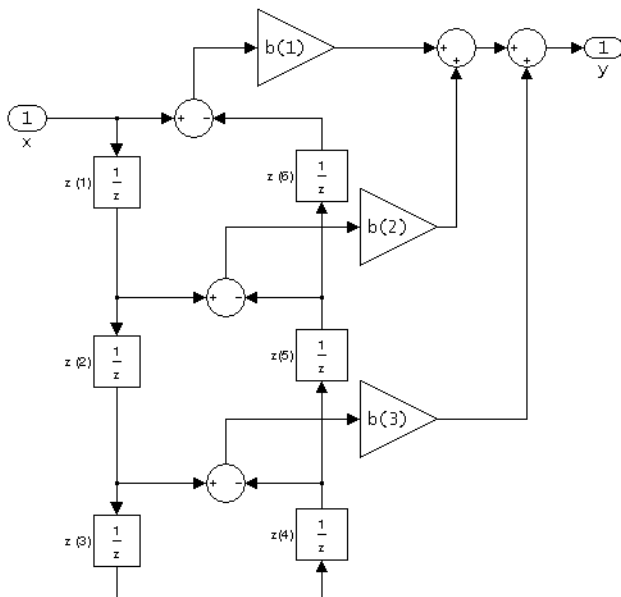 b(1)
+
+
+
+
1
y
1
x
+
−
z (1)
1
z
z (6)
1
z
b(2)
+
−
z (2)
1
z
z (5)
1
z
b(3)
+
−
z (3)
1
z
z (4)
1
z